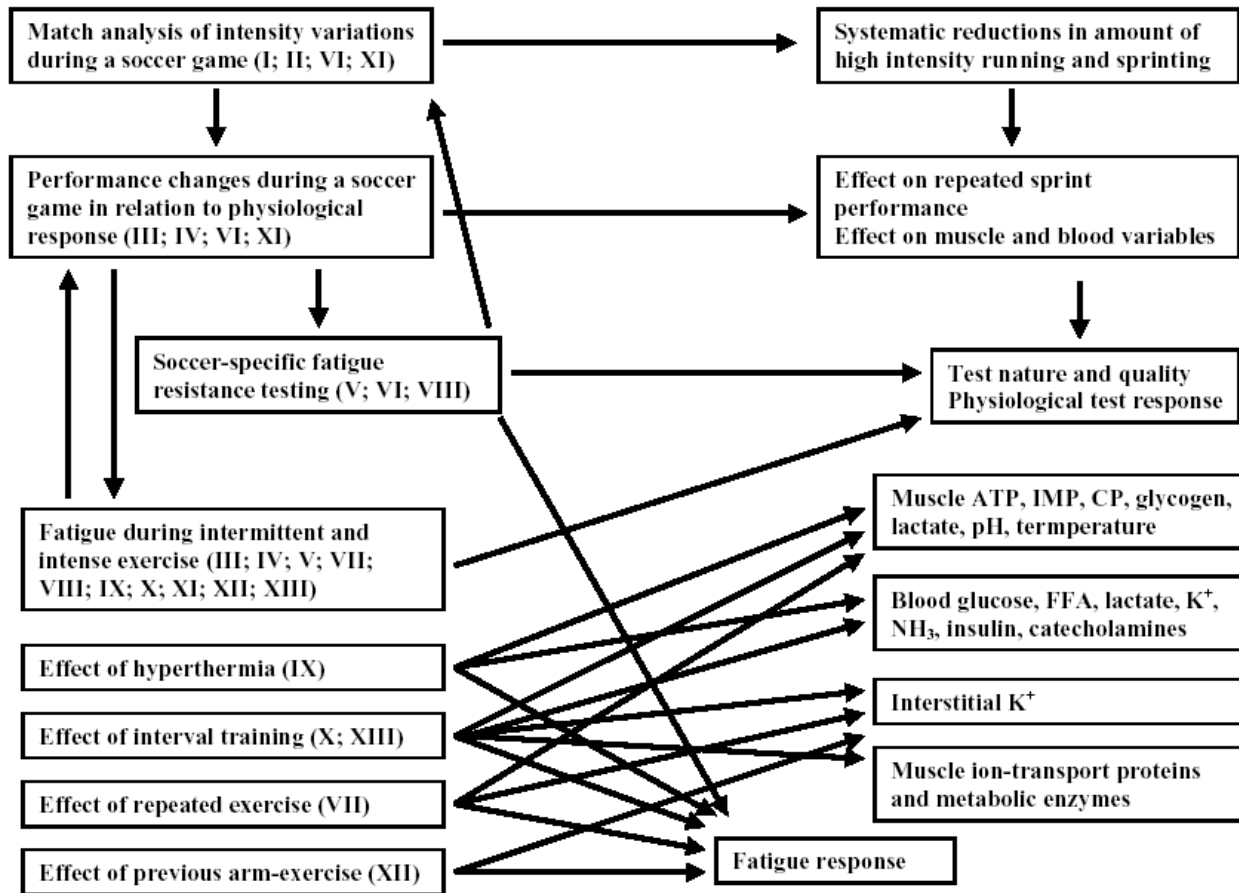 Match analysis of intensity variations
during a soccer game (I; II; VI; XI)
Systematic reductions in amount of
high intensity running and sprinting
Performance changes during a soccer
game in relation to physiological
response (III; IV; VI; XI)
Effect on repeated sprint
performance
Effect on muscle and blood variables
Soccer-specific fatigue
resistance testing (V; VI; VIII)
Test nature and quality
Physiological test response
Fatigue during intermittent and
intense exercise (III; IV; V; VII;
VIII; IX; X; XI; XII; XIII)
Muscle ATP, IMP, CP, glycogen,
lactate, pH, termperature
Blood glucose, FFA, lactate, K⁺,
NH₃, insulin, catecholamines
Effect of hyperthermia (IX)
Interstitial K⁺
Effect of interval training (X; XIII)
Muscle ion-transport proteins
and metabolic enzymes
Effect of repeated exercise (VII)
Fatigue response
Effect of previous arm-exercise (XII)